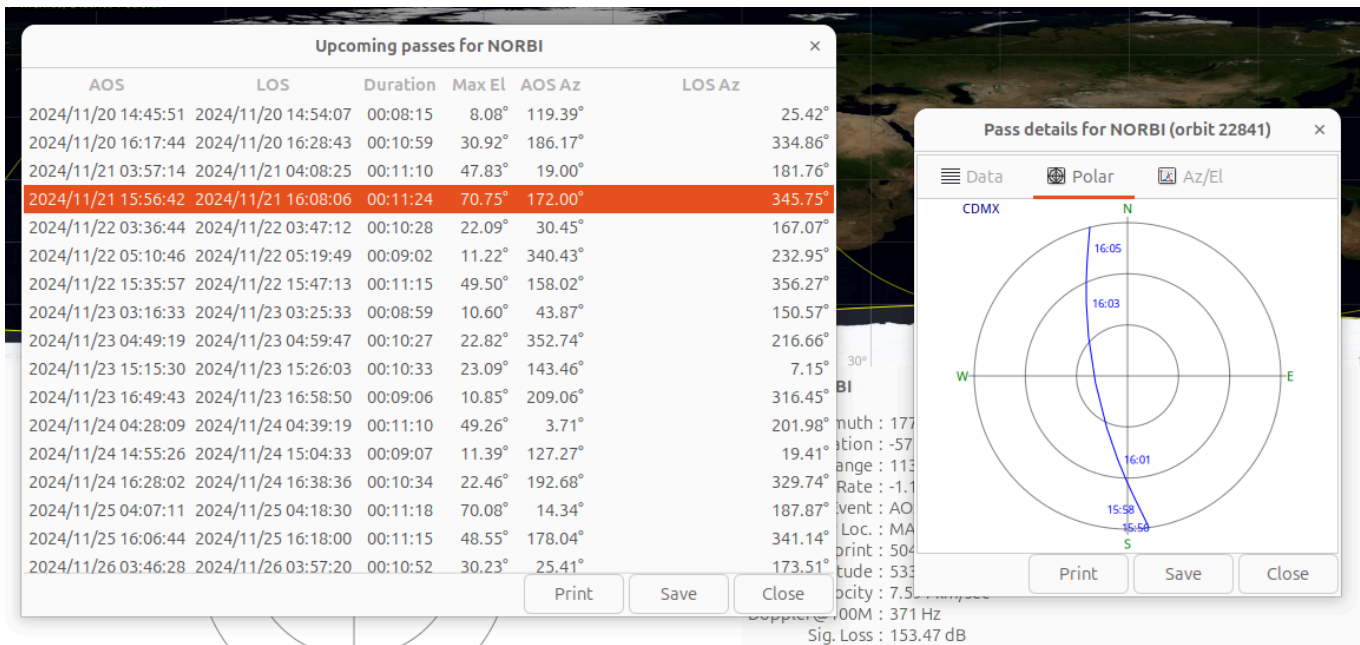 Upcoming passes for NORBI ×
AOS LOS Duration Max El AOS Az LOS Az
2024/11/20 14:45:51 2024/11/20 14:54:07 00:08:15 8.08° 119.39° 25.42°
2024/11/20 16:17:44 2024/11/20 16:28:43 00:10:59 30.92° 186.17° 334.86°
2024/11/21 03:57:14 2024/11/21 04:08:25 00:11:10 47.83° 19.00° 181.76°
2024/11/21 15:56:42 2024/11/21 16:08:06 00:11:24 70.75° 172.00° 345.75°
2024/11/22 03:36:44 2024/11/22 03:47:12 00:10:28 22.09° 30.45° 167.07°
2024/11/22 05:10:46 2024/11/22 05:19:49 00:09:02 11.22° 340.43° 232.95°
2024/11/22 15:35:57 2024/11/22 15:47:13 00:11:15 49.50° 158.02° 356.27°
2024/11/23 03:16:33 2024/11/23 03:25:33 00:08:59 10.60° 43.87° 150.57°
2024/11/23 04:49:19 2024/11/23 04:59:47 00:10:27 22.82° 352.74° 216.66°
2024/11/23 15:15:30 2024/11/23 15:26:03 00:10:33 23.09° 143.46° 7.15°
2024/11/23 16:49:43 2024/11/23 16:58:50 00:09:06 10.85° 209.06° 316.45°
2024/11/24 04:28:09 2024/11/24 04:39:19 00:11:10 49.26° 3.71° 201.98°
2024/11/24 14:55:26 2024/11/24 15:04:33 00:09:07 11.39° 127.27° 19.41°
2024/11/24 16:28:02 2024/11/24 16:38:36 00:10:34 22.46° 192.68° 329.74°
2024/11/25 04:07:11 2024/11/25 04:18:30 00:11:18 70.08° 14.34° 187.87°
2024/11/25 16:06:44 2024/11/25 16:18:00 00:11:15 48.55° 178.04° 341.14°
2024/11/26 03:46:28 2024/11/26 03:57:20 00:10:52 30.23° 25.41° 173.51°
Print Save Close
Pass details for NORBI (orbit 22841) ×
Data Polar Az/El
CDMX N
16:05
16:03
W E
16:01
15:58
S
Print Save Close
30°
BI
muth : 177
ation : -57
ange : 113
Rate : -1.1
Event : AO
Loc. : MA
print : 504
tude : 533
ocity : 7.5
Doppler@100M : 371 Hz
Sig. Loss : 153.47 dB